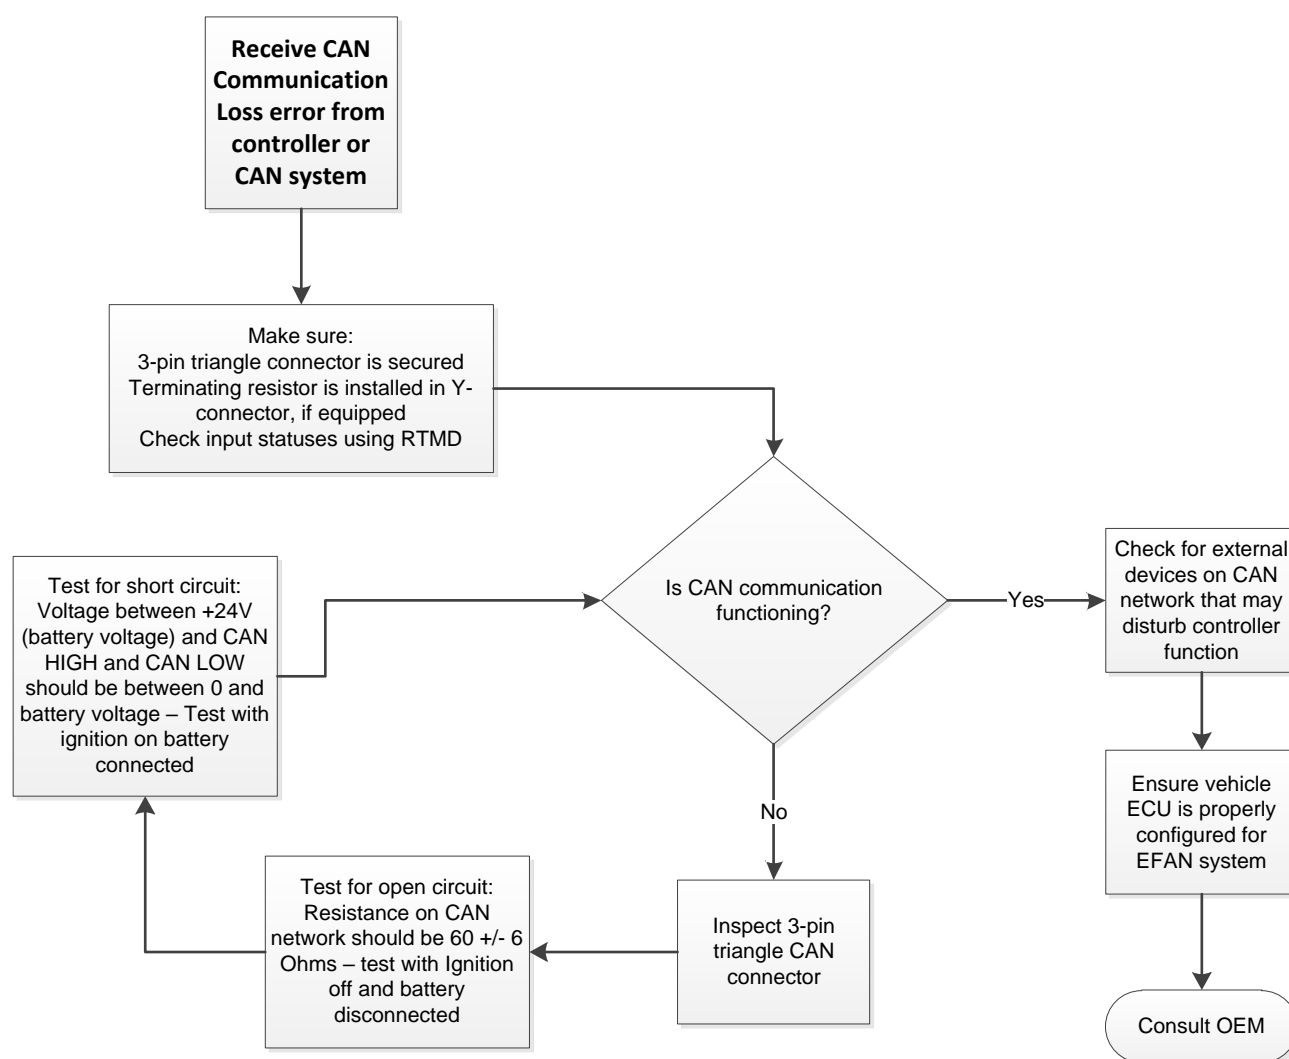 Receive CAN
Communication
Loss error from
controller or
CAN system
Make sure:
3-pin triangle connector is secured
Terminating resistor is installed in Y-
connector, if equipped
Check input statuses using RTMD
Is CAN communication
functioning?
Yes
Check for external
devices on CAN
network that may
disturb controller
function
Ensure vehicle
ECU is properly
configured for
EFAN system
Consult OEM
No
Inspect 3-pin
triangle CAN
connector
Test for open circuit:
Resistance on CAN
network should be 60 +/- 6
Ohms – test with Ignition
off and battery
disconnected
Test for short circuit:
Voltage between +24V
(battery voltage) and CAN
HIGH and CAN LOW
should be between 0 and
battery voltage – Test with
ignition on battery
connected